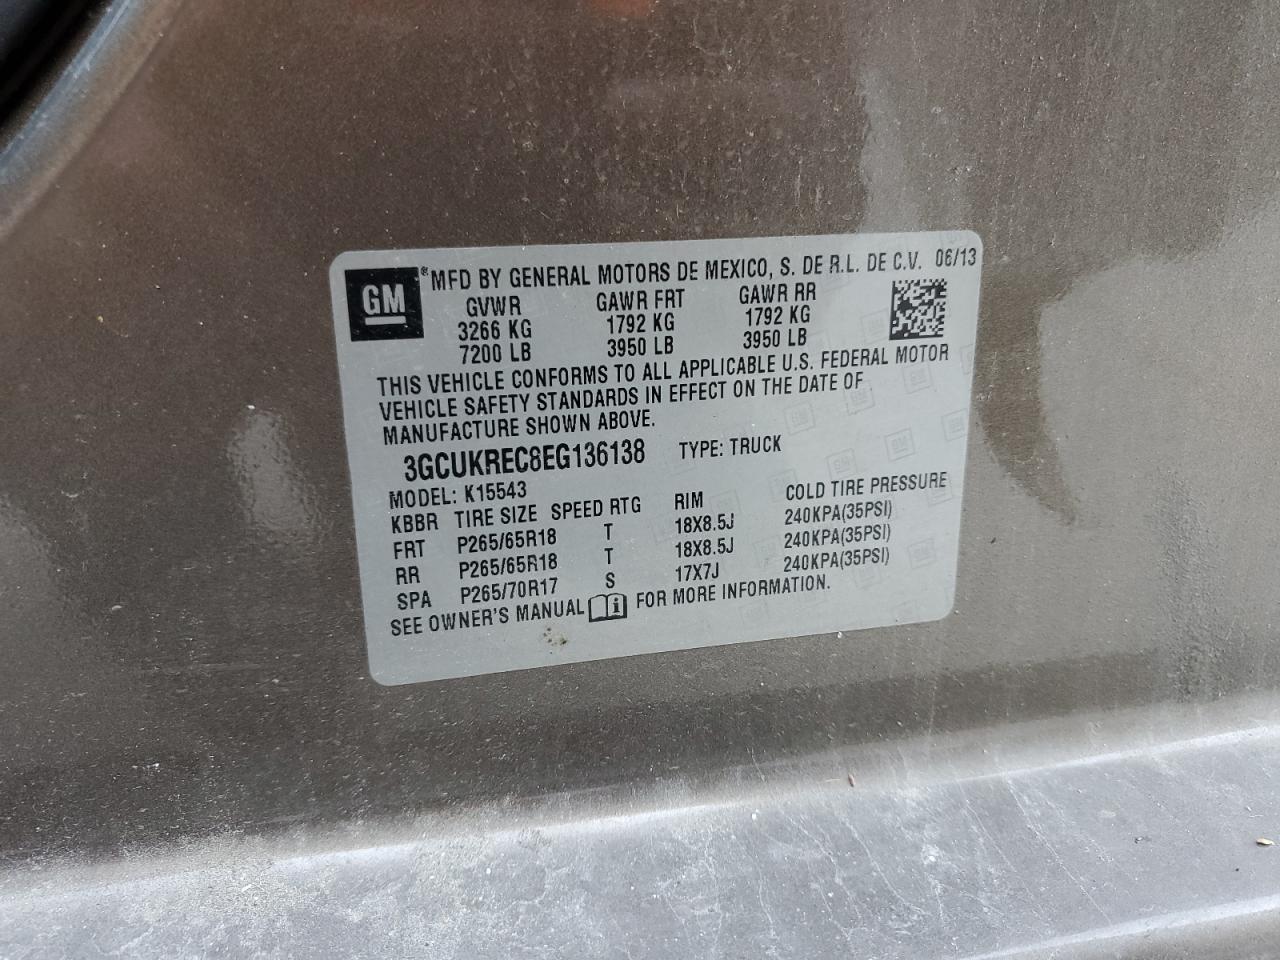 GM ® MFD BY GENERAL MOTORS DE MEXICO, S. DE R.L. DE C.V. 06/13
GVWR GAWR FRT GAWR RR
3266 KG 1792 KG 1792 KG
7200 LB 3950 LB 3950 LB
THIS VEHICLE CONFORMS TO ALL APPLICABLE U.S. FEDERAL MOTOR
VEHICLE SAFETY STANDARDS IN EFFECT ON THE DATE OF
MANUFACTURE SHOWN ABOVE.
3GCUKREC8EG136138 TYPE: TRUCK
MODEL: K15543
KBBR TIRE SIZE SPEED RTG RIM COLD TIRE PRESSURE
FRT P265/65R18 T 18X8.5J 240KPA(35PSI)
RR P265/65R18 T 18X8.5J 240KPA(35PSI)
SPA P265/70R17 S 17X7J 240KPA(35PSI)
SEE OWNER'S MANUAL i FOR MORE INFORMATION.